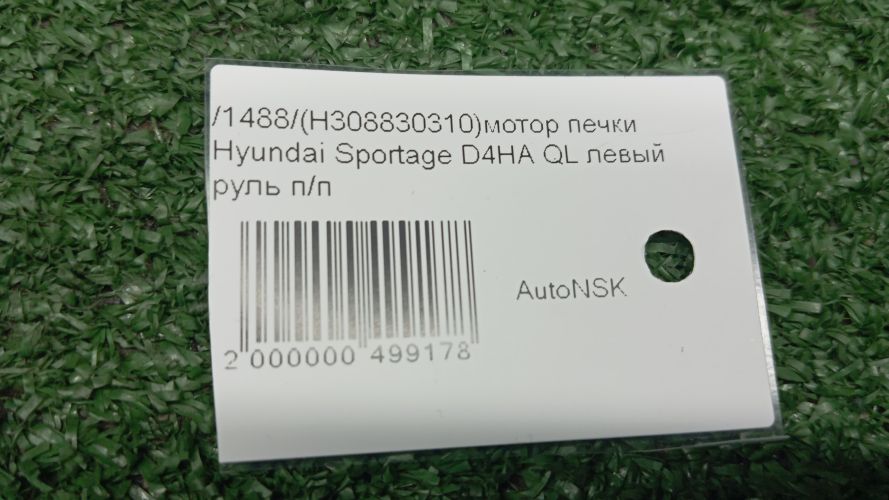 /1488/(H308830310)мотор печки
Hyundai Sportage D4HA QL левый
руль п/п
AutoNSK
2 000000 499178